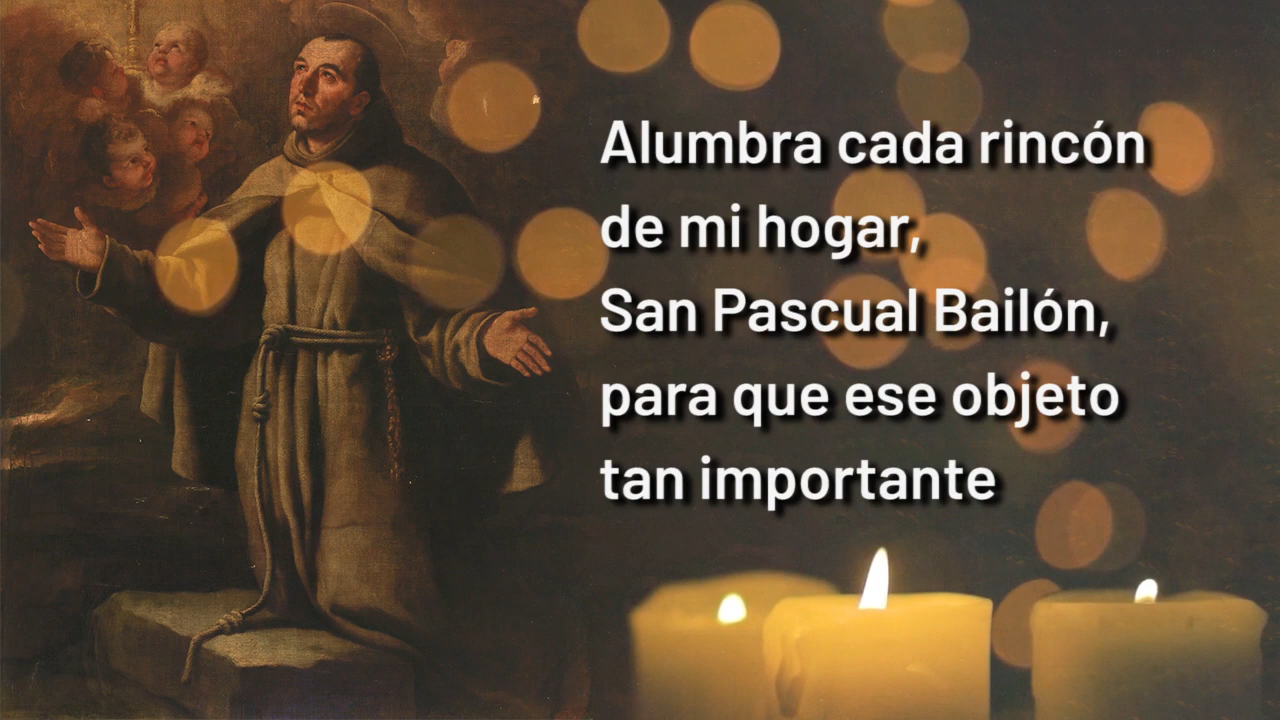 Alumbra cada rincón
de mi hogar,
San Pascual Bailón,
para que ese objeto
tan importante